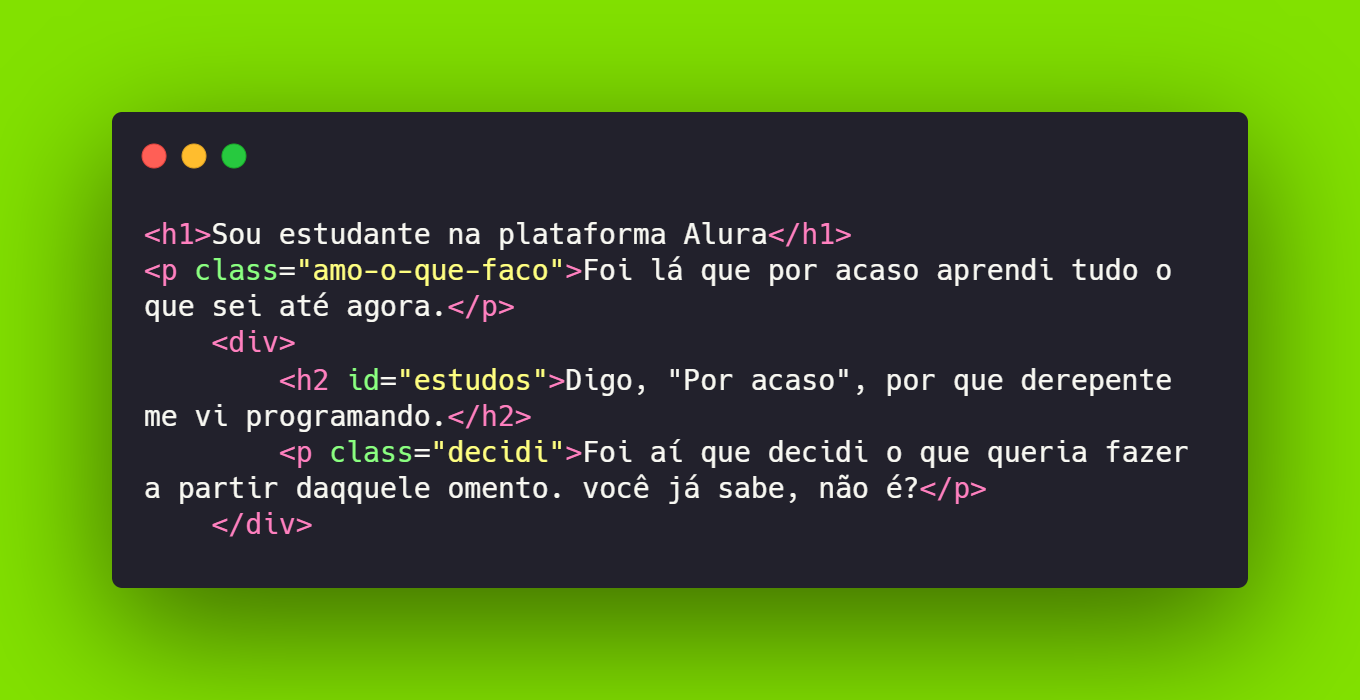 <h1>Sou estudante na plataforma Alura</h1>
<p class="amo-o-que-faco">Foi lá que por acaso aprendi tudo o
que sei até agora.</p>
<div>
<h2 id="estudos">Digo, "Por acaso", por que derepente
me vi programando.</h2>
<p class="decidi">Foi aí que decidi o que queria fazer
a partir daqquele omento. você já sabe, não é?</p>
</div>